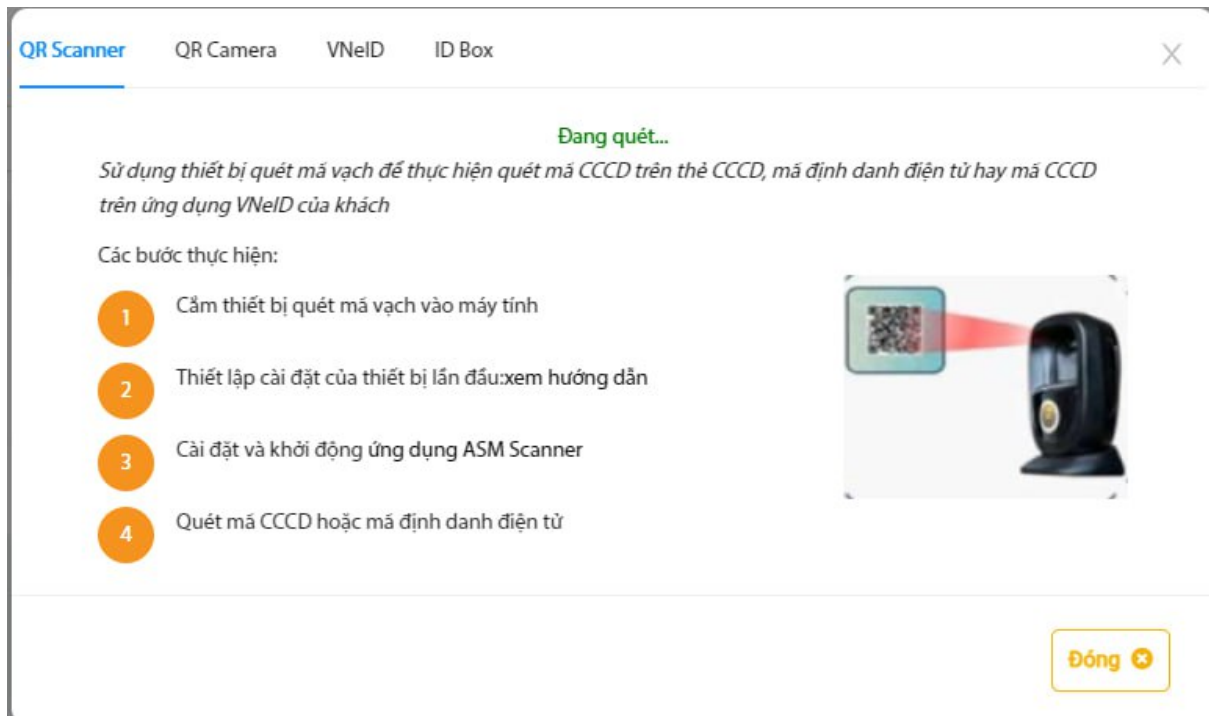 QR Scanner QR Camera VNeID ID Box X
Đang quét...
Sử dụng thiết bị quét mã vạch để thực hiện quét mã CCCD trên thẻ CCCD, mã định danh điện tử hay mã CCCD
trên ứng dụng VNeID của khách
Các bước thực hiện:
1 Cắm thiết bị quét mã vạch vào máy tính
2 Thiết lập cài đặt của thiết bị lần đầu:xem hướng dẫn
3 Cài đặt và khởi động ứng dụng ASM Scanner
4 Quét mã CCCD hoặc mã định danh điện tử
Đóng